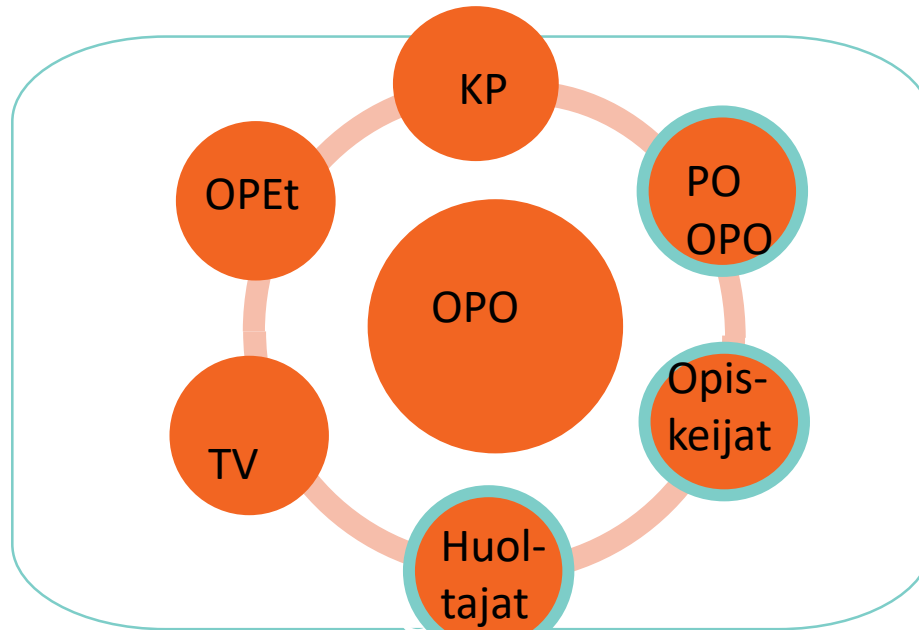 KP
OPEt
PO
OPO
OPO
Opis-
keijat
TV
Huol-
tajat